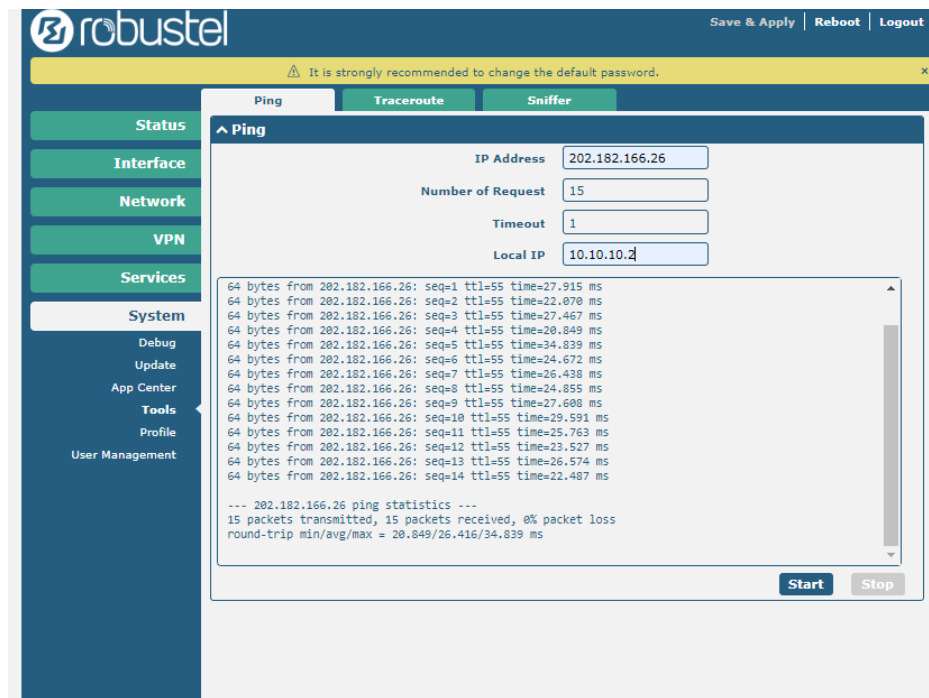 robustel
Save & Apply | Reboot | Logout
⚠ It is strongly recommended to change the default password. ×
Ping Traceroute Sniffer
Status
Interface
Network
VPN
Services
System
Debug
Update
App Center
Tools
Profile
User Management
Ping
IP Address 202.182.166.26
Number of Request 15
Timeout 1
Local IP 10.10.10.2
64 bytes from 202.182.166.26: seq=1 ttl=55 time=27.915 ms
64 bytes from 202.182.166.26: seq=2 ttl=55 time=22.070 ms
64 bytes from 202.182.166.26: seq=3 ttl=55 time=27.467 ms
64 bytes from 202.182.166.26: seq=4 ttl=55 time=20.849 ms
64 bytes from 202.182.166.26: seq=5 ttl=55 time=34.839 ms
64 bytes from 202.182.166.26: seq=6 ttl=55 time=24.672 ms
64 bytes from 202.182.166.26: seq=7 ttl=55 time=26.438 ms
64 bytes from 202.182.166.26: seq=8 ttl=55 time=24.855 ms
64 bytes from 202.182.166.26: seq=9 ttl=55 time=27.608 ms
64 bytes from 202.182.166.26: seq=10 ttl=55 time=29.591 ms
64 bytes from 202.182.166.26: seq=11 ttl=55 time=25.763 ms
64 bytes from 202.182.166.26: seq=12 ttl=55 time=23.527 ms
64 bytes from 202.182.166.26: seq=13 ttl=55 time=26.574 ms
64 bytes from 202.182.166.26: seq=14 ttl=55 time=22.487 ms
--- 202.182.166.26 ping statistics ---
15 packets transmitted, 15 packets received, 0% packet loss
round-trip min/avg/max = 20.849/26.416/34.839 ms
Start Stop